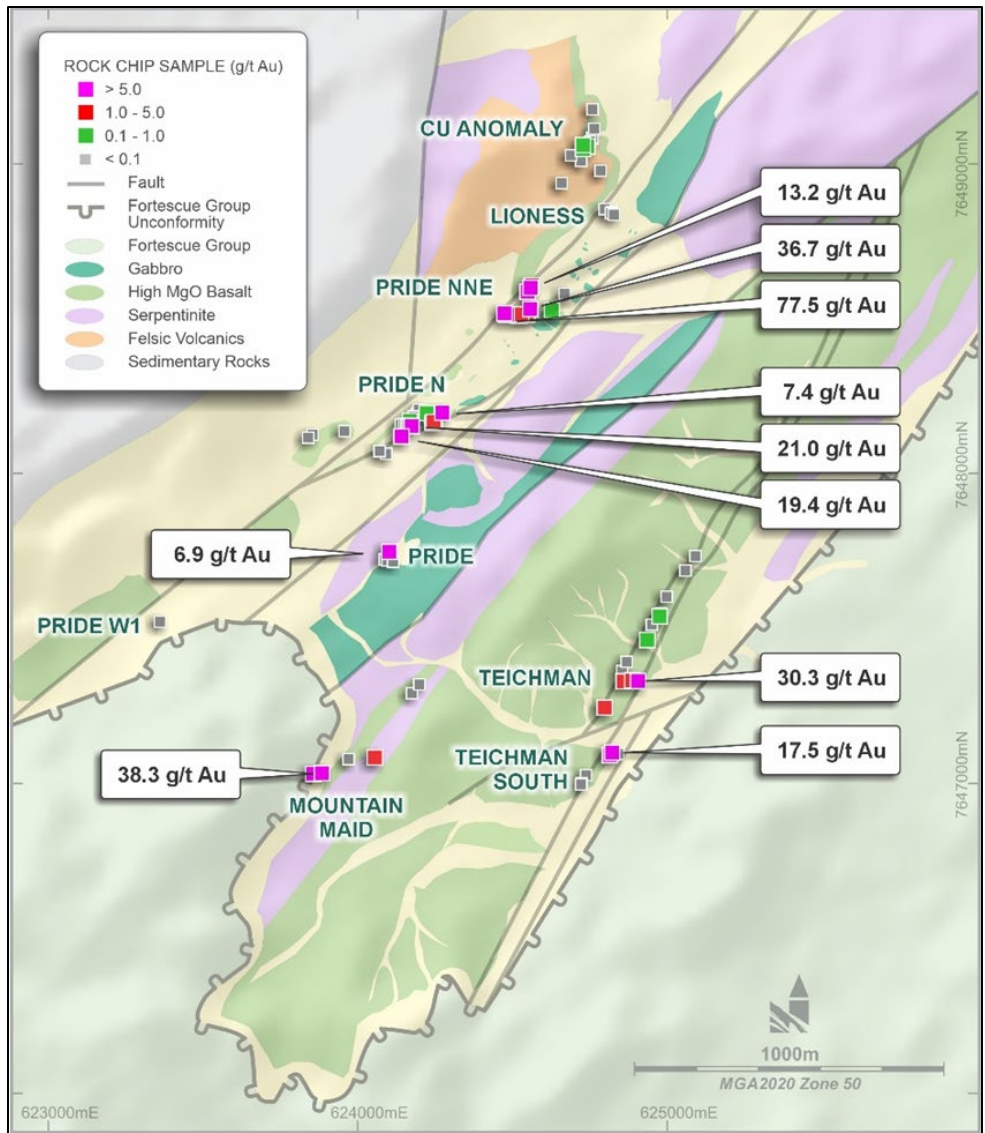 ROCK CHIP SAMPLE (g/t Au)
> 5.0
1.0 - 5.0
0.1 - 1.0
< 0.1
Fault
Fortescue Group
Unconformity
Fortescue Group
Gabbro
High MgO Basalt
Serpentinite
Felsic Volcanics
Sedimentary Rocks
CU ANOMALY
7649000mN
13.2 g/t Au
LIONESS
36.7 g/t Au
PRIDE NNE
77.5 g/t Au
PRIDE N
7.4 g/t Au
21.0 g/t Au
7648000mN
19.4 g/t Au
6.9 g/t Au
PRIDE
PRIDE W1
TEICHMAN
30.3 g/t Au
TEICHMAN
SOUTH
17.5 g/t Au
7647000mN
38.3 g/t Au
MOUNTAIN
MAID
1000m
MGA2020 Zone 50
623000mE
624000mE
625000mE